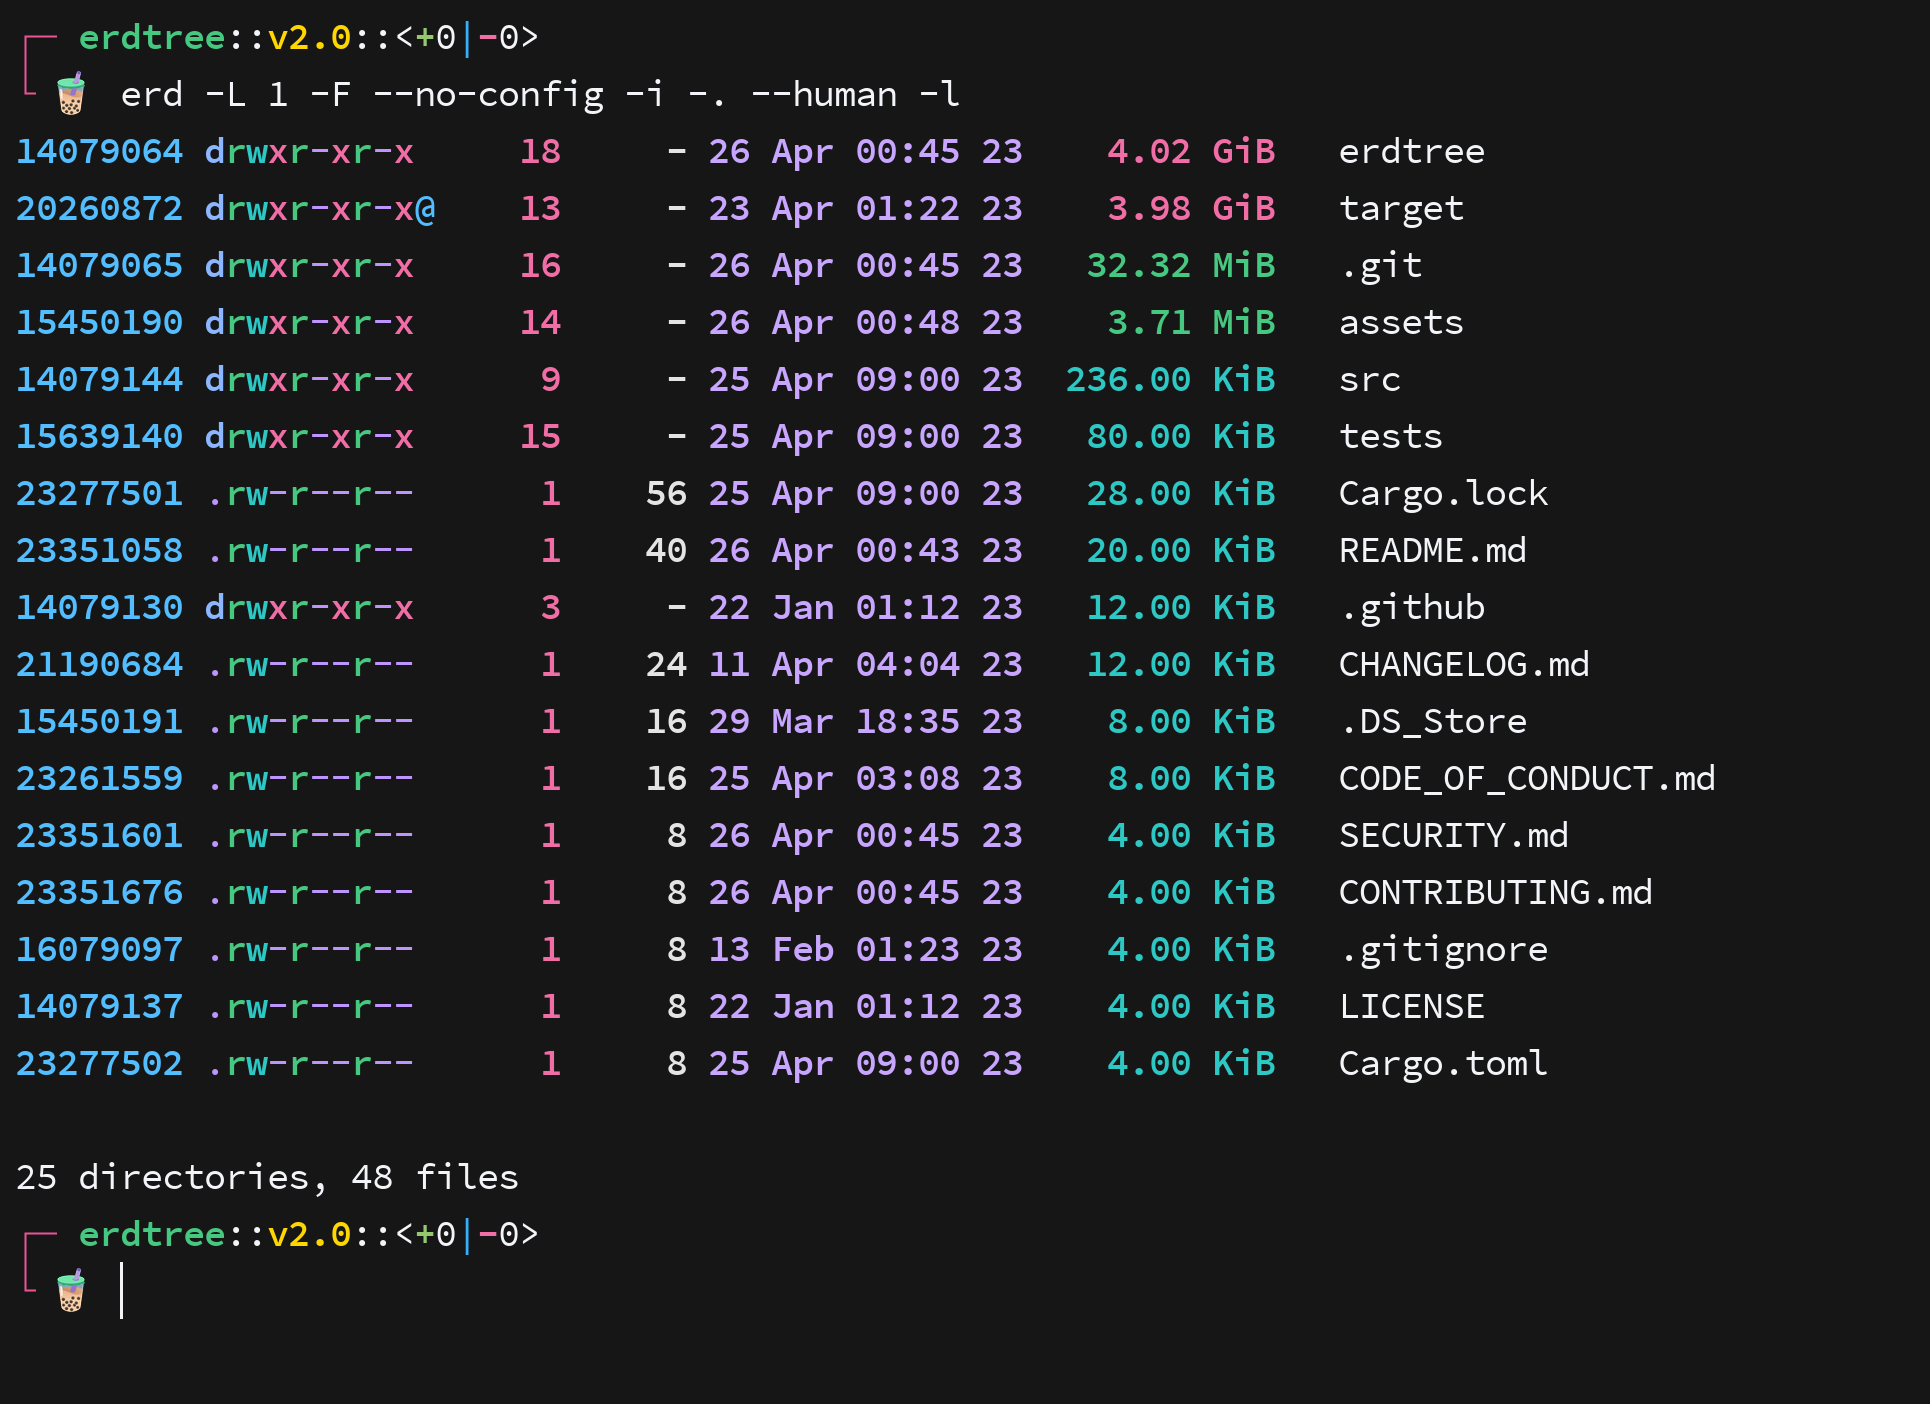 erdtree::v2.0::<+0|-0>
erd -L 1 -F --no-config -i -. --human -l
14079064 drwxr-xr-x 18 - 26 Apr 00:45 23 4.02 GiB erdtree
20260872 drwxr-xr-x@ 13 - 23 Apr 01:22 23 3.98 GiB target
14079065 drwxr-xr-x 16 - 26 Apr 00:45 23 32.32 MiB .git
15450190 drwxr-xr-x 14 - 26 Apr 00:48 23 3.71 MiB assets
14079144 drwxr-xr-x 9 - 25 Apr 09:00 23 236.00 KiB src
15639140 drwxr-xr-x 15 - 25 Apr 09:00 23 80.00 KiB tests
23277501 .rw-r--r-- 1 56 25 Apr 09:00 23 28.00 KiB Cargo.lock
23351058 .rw-r--r-- 1 40 26 Apr 00:43 23 20.00 KiB README.md
14079130 drwxr-xr-x 3 - 22 Jan 01:12 23 12.00 KiB .github
21190684 .rw-r--r-- 1 24 11 Apr 04:04 23 12.00 KiB CHANGELOG.md
15450191 .rw-r--r-- 1 16 29 Mar 18:35 23 8.00 KiB .DS_Store
23261559 .rw-r--r-- 1 16 25 Apr 03:08 23 8.00 KiB CODE_OF_CONDUCT.md
23351601 .rw-r--r-- 1 8 26 Apr 00:45 23 4.00 KiB SECURITY.md
23351676 .rw-r--r-- 1 8 26 Apr 00:45 23 4.00 KiB CONTRIBUTING.md
16079097 .rw-r--r-- 1 8 13 Feb 01:23 23 4.00 KiB .gitignore
14079137 .rw-r--r-- 1 8 22 Jan 01:12 23 4.00 KiB LICENSE
23277502 .rw-r--r-- 1 8 25 Apr 09:00 23 4.00 KiB Cargo.toml
25 directories, 48 files
erdtree::v2.0::<+0|-0>